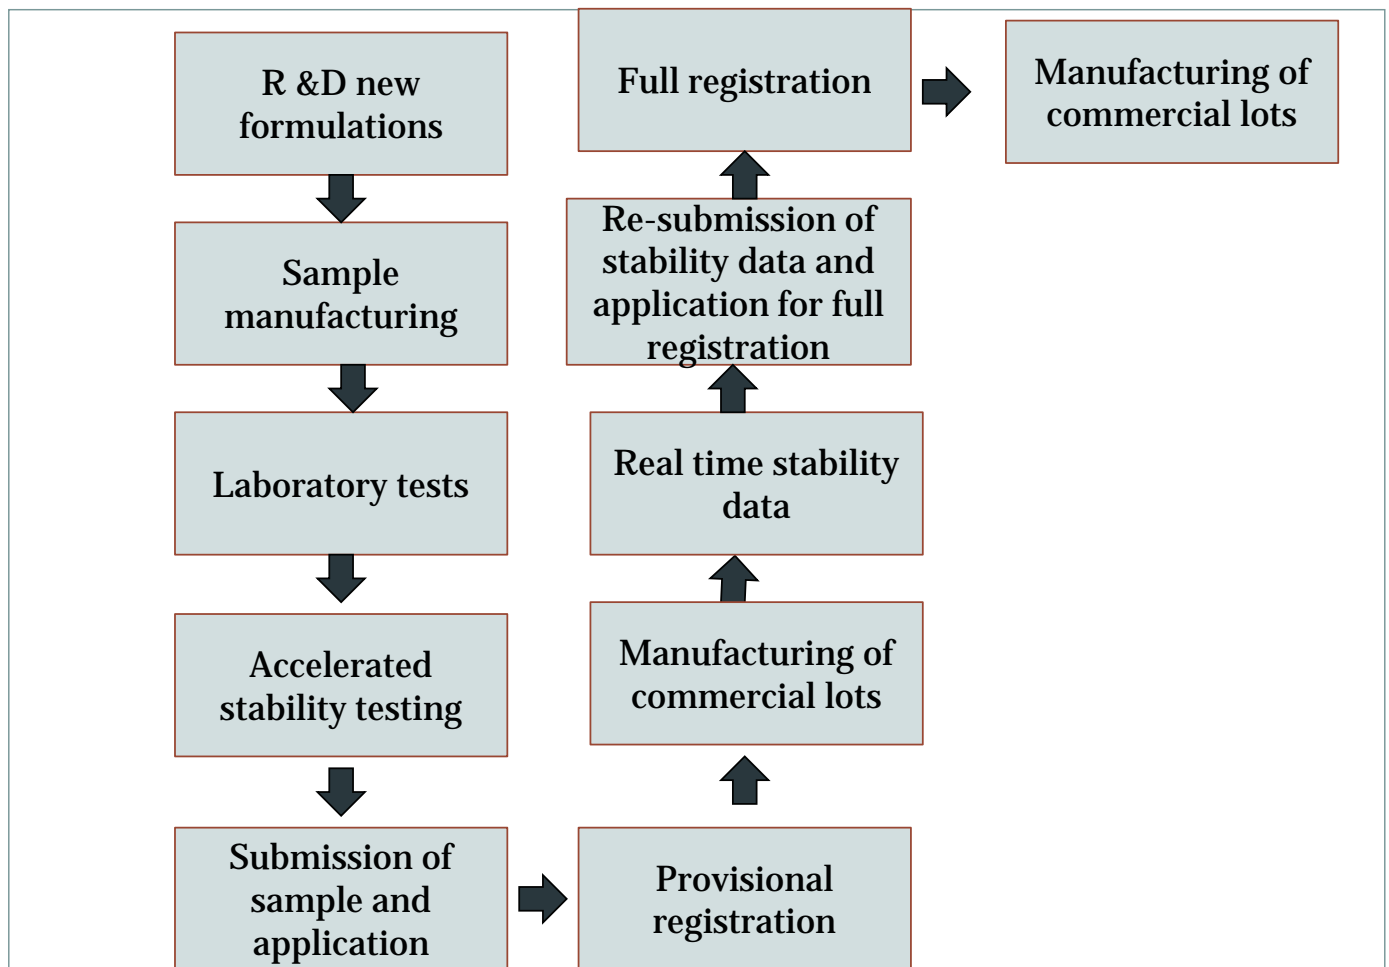 R &D new
formulations
Sample
manufacturing
Laboratory tests
Accelerated
stability testing
Submission of
sample and
application
Provisional
registration
Manufacturing of
commercial lots
Real time stability
data
Re-submission of
stability data and
application for full
registration
Full registration
Manufacturing of
commercial lots